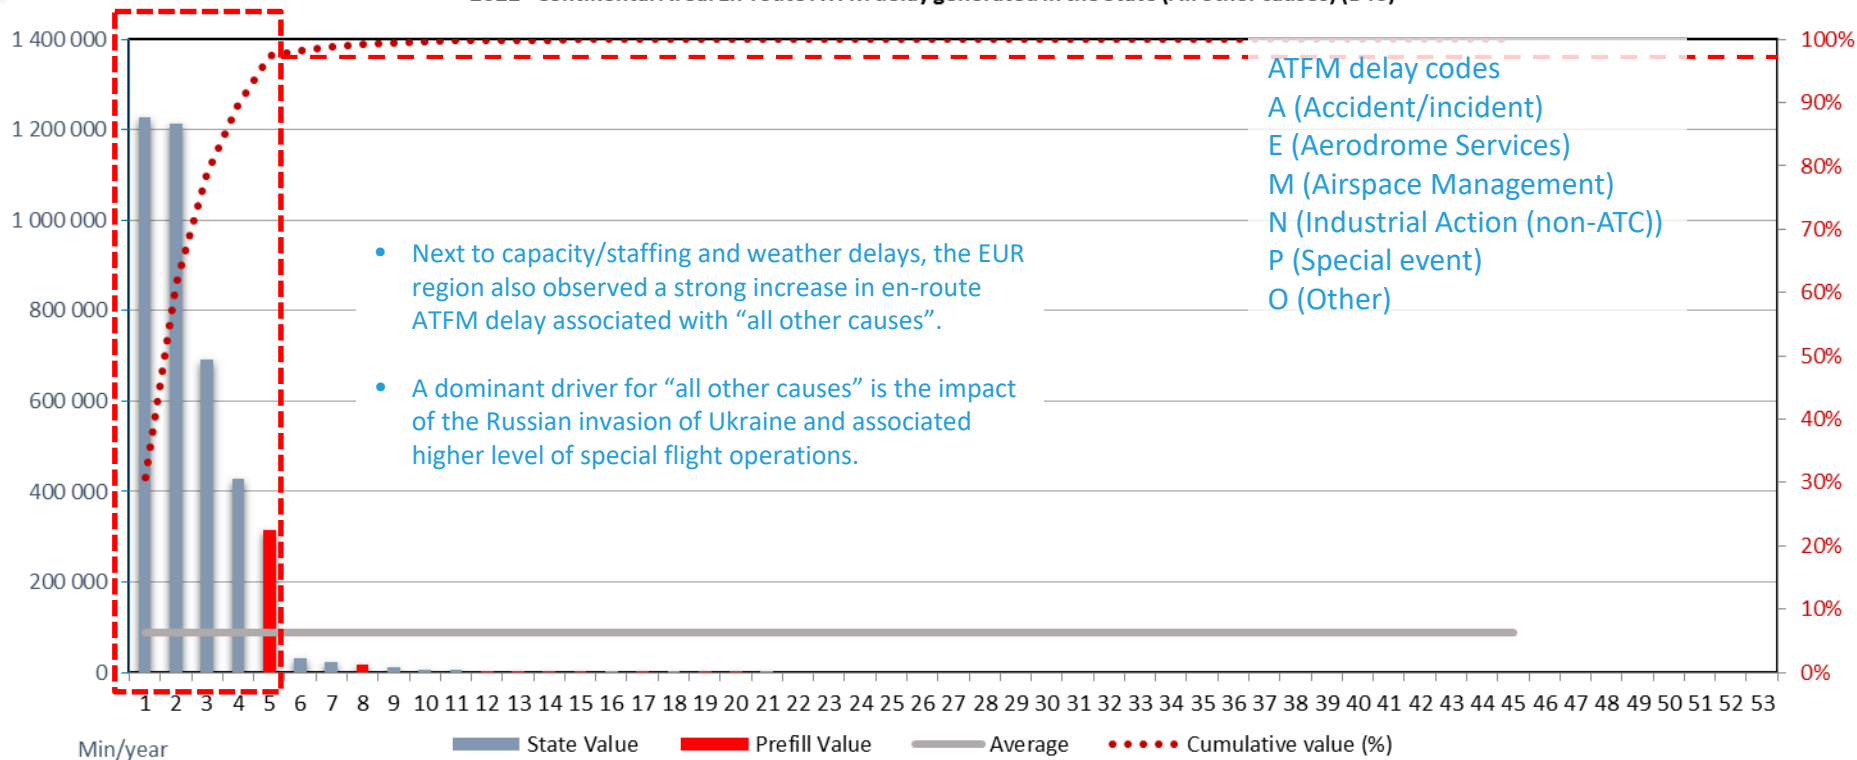 1 400 000
1 200 000
1 000 000
800 000
600 000
400 000
200 000
0
100%
90%
80%
70%
60%
50%
40%
30%
20%
10%
0%
ATFM delay codes
A (Accident/incident)
E (Aerodrome Services)
M (Airspace Management)
N (Industrial Action (non-ATC))
P (Special event)
O (Other)
• Next to capacity/staffing and weather delays, the EUR
region also observed a strong increase in en-route
ATFM delay associated with “all other causes”.
• A dominant driver for “all other causes” is the impact
of the Russian invasion of Ukraine and associated
higher level of special flight operations.
1 2 3 4 5 6 7 8 9 10 11 12 13 14 15 16 17 18 19 20 21 22 23 24 25 26 27 28 29 30 31 32 33 34 35 36 37 38 39 40 41 42 43 44 45 46 47 48 49 50 51 52 53
Min/year
State Value
Prefill Value
Average
Cumulative value (%)